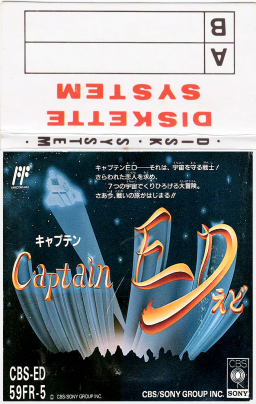 A
B
DISKETTE
SYSTEM
・DISK・SYSTEM・
キャプテンED——それは、宇宙を守る戦士!
さらわれた恋人を求め、
7つの宇宙でくりひろげる大冒険。
さあ今、戦いの旅がはじまる!!
キャプテン
Captain ED
えど
CBS-ED
59FR-5
© CBS/SONY GROUP INC.
CBS/SONY GROUP INC.
CBS
SONY